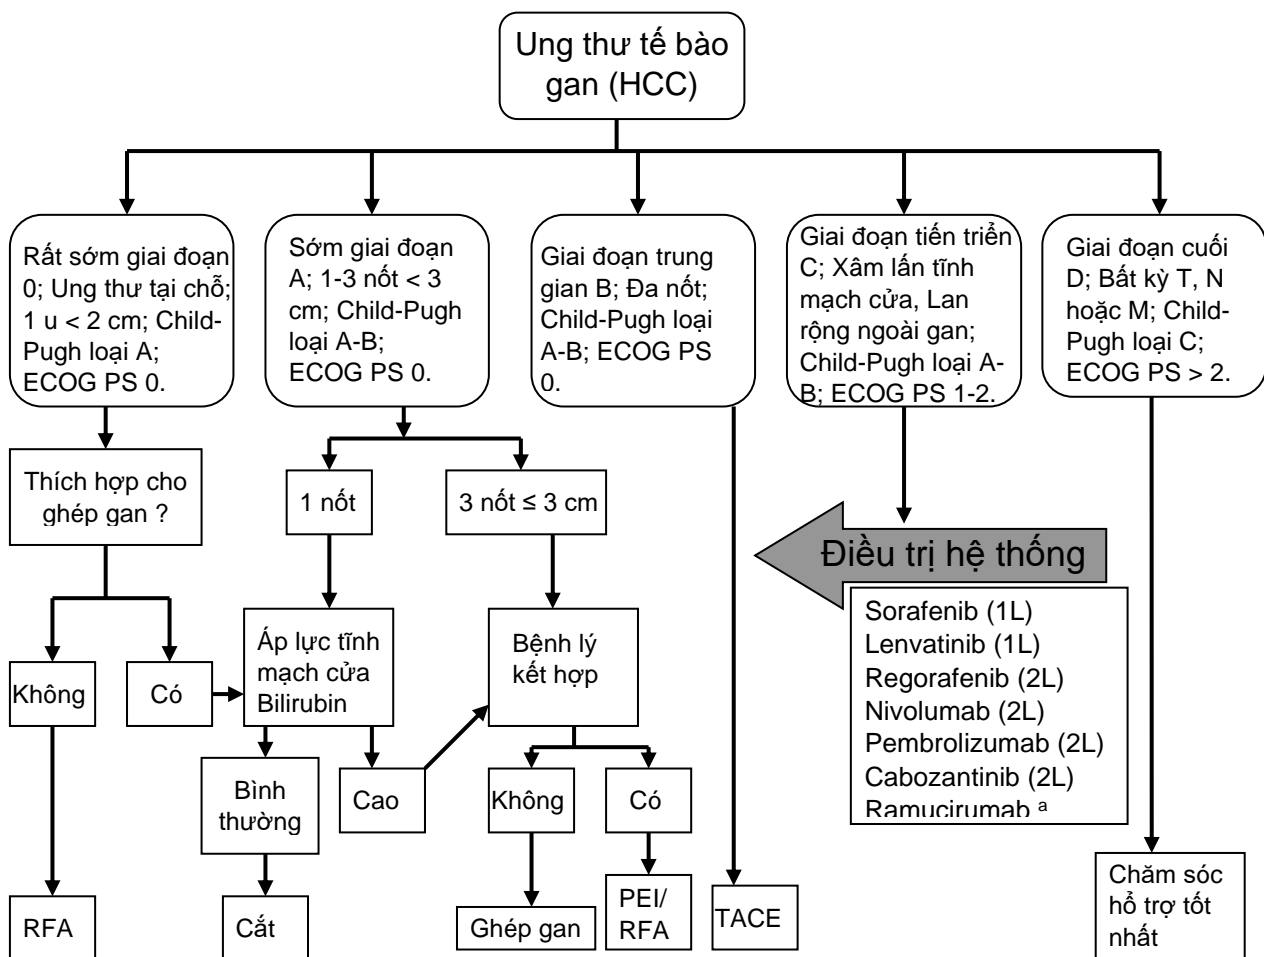 Ung thư tế bào
gan (HCC)
Rất sớm giai đoạn
0; Ung thư tại chỗ;
1 u < 2 cm; Child-
Pugh loại A;
ECOG PS 0.
Sớm giai đoạn
A; 1-3 nốt < 3
cm; Child-Pugh
loại A-B;
ECOG PS 0.
Giai đoạn trung
gian B; Đa nốt;
Child-Pugh loại
A-B; ECOG PS
0.
Giai đoạn tiến triển
C; Xâm lấn tĩnh
mạch cửa, Lan
rộng ngoài gan;
Child-Pugh loại A-
B; ECOG PS 1-2.
Giai đoạn cuối
D; Bất kỳ T, N
hoặc M; Child-
Pugh loại C;
ECOG PS > 2.
Thích hợp cho
ghép gan ?
1 nốt
3 nốt ≤ 3 cm
Điều trị hệ thống
Sorafenib (1L)
Lenvatinib (1L)
Regorafenib (2L)
Nivolumab (2L)
Pembrolizumab (2L)
Cabozantinib (2L)
Ramucirumab ª
Không
Có
Áp lực tĩnh
mạch cửa
Bilirubin
Bệnh lý
kết hợp
Bình
thường
Cao
Không
Có
RFA
Cắt
Ghép gan
PEI/
RFA
TACE
Chăm sóc
hổ trợ tốt
nhất